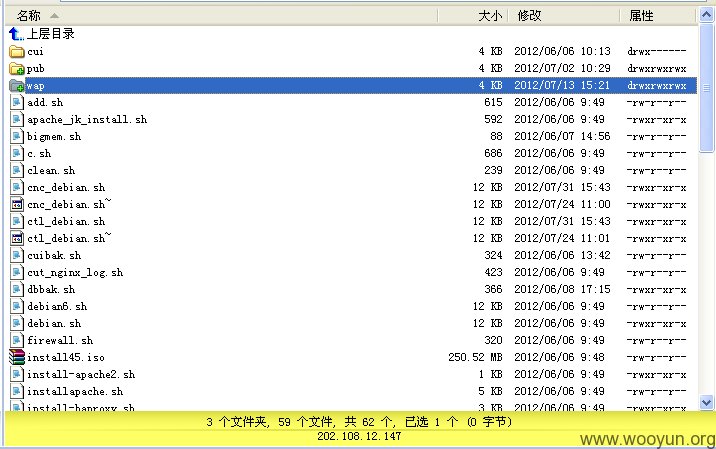 名称 大小 修改 属性
上层目录
cui 4 KB 2012/06/06 10:13 drwx------
pub 4 KB 2012/07/02 10:29 drwxrwxrwx
wap 4 KB 2012/07/13 15:21 drwxrwxrwx
add.sh 615 2012/06/06 9:49 -rw-r--r--
apache_jk_install.sh 592 2012/06/06 9:49 -rwxr-xr-x
bigmem.sh 88 2012/06/07 14:56 -rw-r--r--
c.sh 686 2012/06/06 9:49 -rw-r--r--
clean.sh 239 2012/06/06 9:49 -rw-r--r--
cnc_debian.sh 12 KB 2012/07/31 15:43 -rwxr-xr-x
cnc_debian.sh~ 12 KB 2012/07/24 11:00 -rwxr-xr-x
ctl_debian.sh 12 KB 2012/07/31 15:43 -rwxr-xr-x
ctl_debian.sh~ 12 KB 2012/07/24 11:01 -rwxr-xr-x
cuibak.sh 324 2012/06/06 13:42 -rw-r--r--
cut_nginx_log.sh 423 2012/06/06 9:49 -rw-r--r--
dbbak.sh 366 2012/06/08 17:15 -rwxr-xr-x
debian6.sh 12 KB 2012/06/06 9:49 -rw-r--r--
debian.sh 12 KB 2012/06/06 9:49 -rwxr-xr-x
firewall.sh 320 2012/06/06 9:49 -rw-r--r--
install45.iso 250.52 MB 2012/06/06 9:48 -rw-r--r--
install-apache2.sh 1 KB 2012/06/06 9:49 -rwxr-xr-x
installapache.sh 5 KB 2012/06/06 9:49 -rwxr-xr-x
install-haproxy.sh 3 KB 2012/06/06 9:49 -rwxr-xr-x
3 个文件夹, 59 个文件, 共 62 个, 已选 1 个 (0 字节)
202.108.12.147
www.wooyun.org